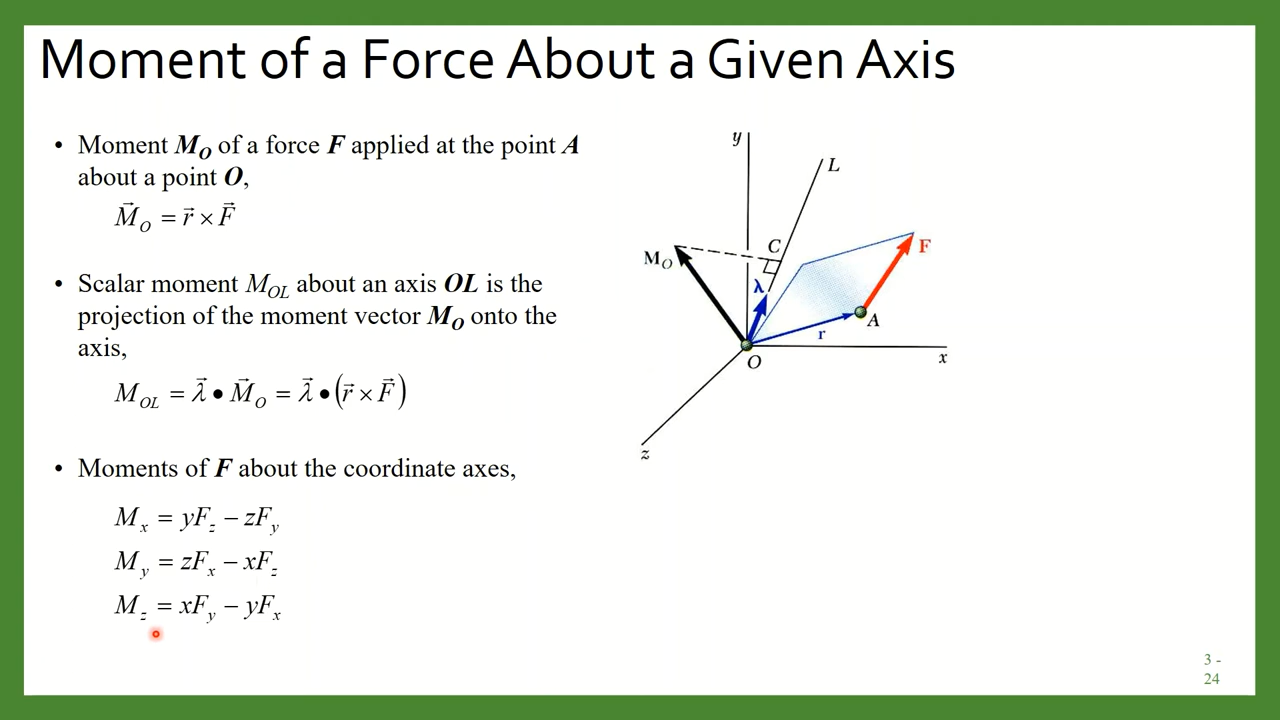 Moment of a Force About a Given Axis
• Moment M_O of a force F applied at the point A
about a point O,
M⃗_O = r⃗ × F⃗
• Scalar moment M_OL about an axis OL is the
projection of the moment vector M_O onto the
axis,
M_OL = λ⃗ • M⃗_O = λ⃗ • (r⃗ × F⃗)
• Moments of F about the coordinate axes,
M_x = yF_z − zF_y
M_y = zF_x − xF_z
M_z = xF_y − yF_x
y
L
C
M_O
F
λ
A
r
O
x
z
3 -
24